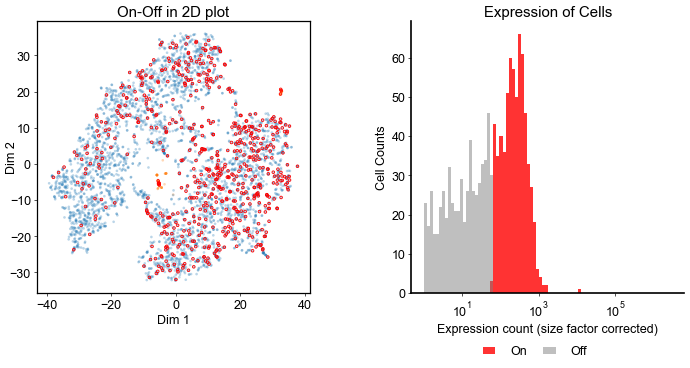 On-Off in 2D plot
Dim 2
30
20
10
0
−10
−20
−30
−40
−20
0
20
40
Dim 1
Expression of Cells
Cell Counts
60
50
40
30
20
10
0
10^1
10^3
10^5
Expression count (size factor corrected)
On
Off